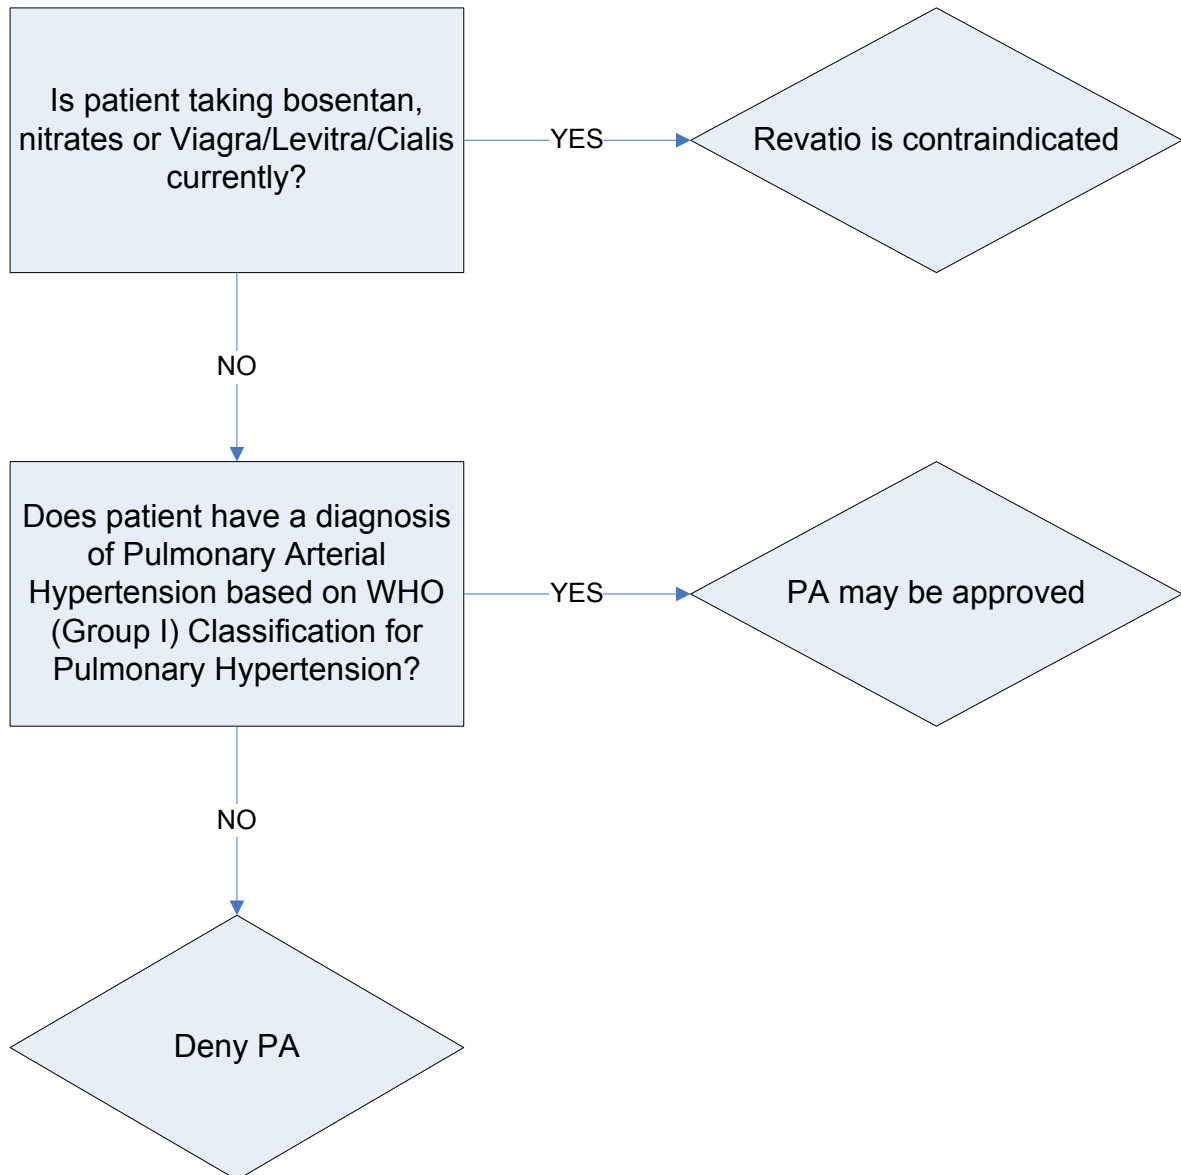 Is patient taking bosentan,
nitrates or Viagra/Levitra/Cialis
currently?
YES
Revatio is contraindicated
NO
Does patient have a diagnosis
of Pulmonary Arterial
Hypertension based on WHO
(Group I) Classification for
Pulmonary Hypertension?
YES
PA may be approved
NO
Deny PA